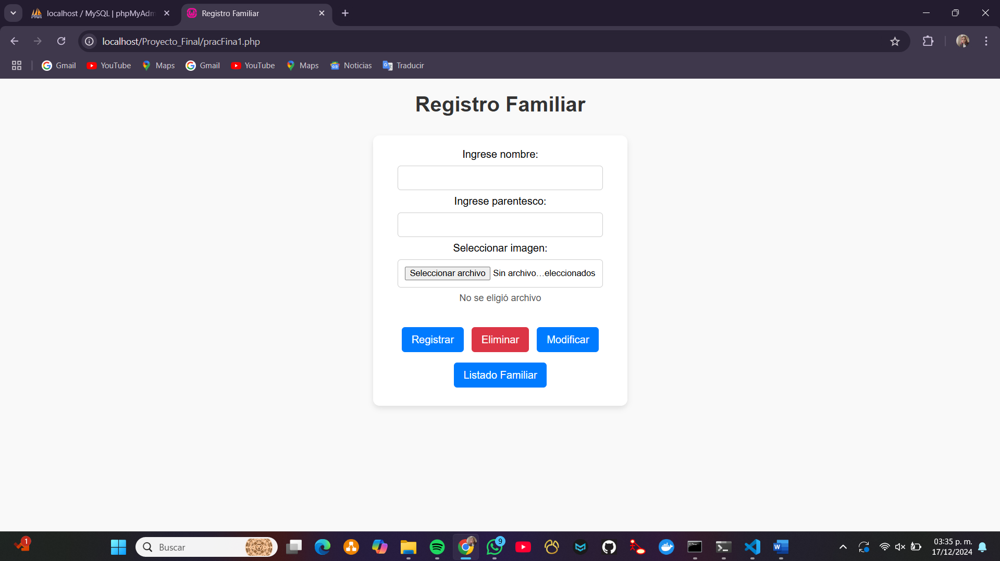 localhost / MySQL | phpMyAdm
Registro Familiar
localhost/Proyecto_Final/pracFina1.php
Gmail
YouTube
Maps
Gmail
YouTube
Maps
Noticias
Traducir
Registro Familiar
Ingrese nombre:
Ingrese parentesco:
Seleccionar imagen:
Seleccionar archivo Sin archivo…eleccionados
No se eligió archivo
Registrar
Eliminar
Modificar
Listado Familiar
1
Buscar
9
03:35 p. m.
17/12/2024